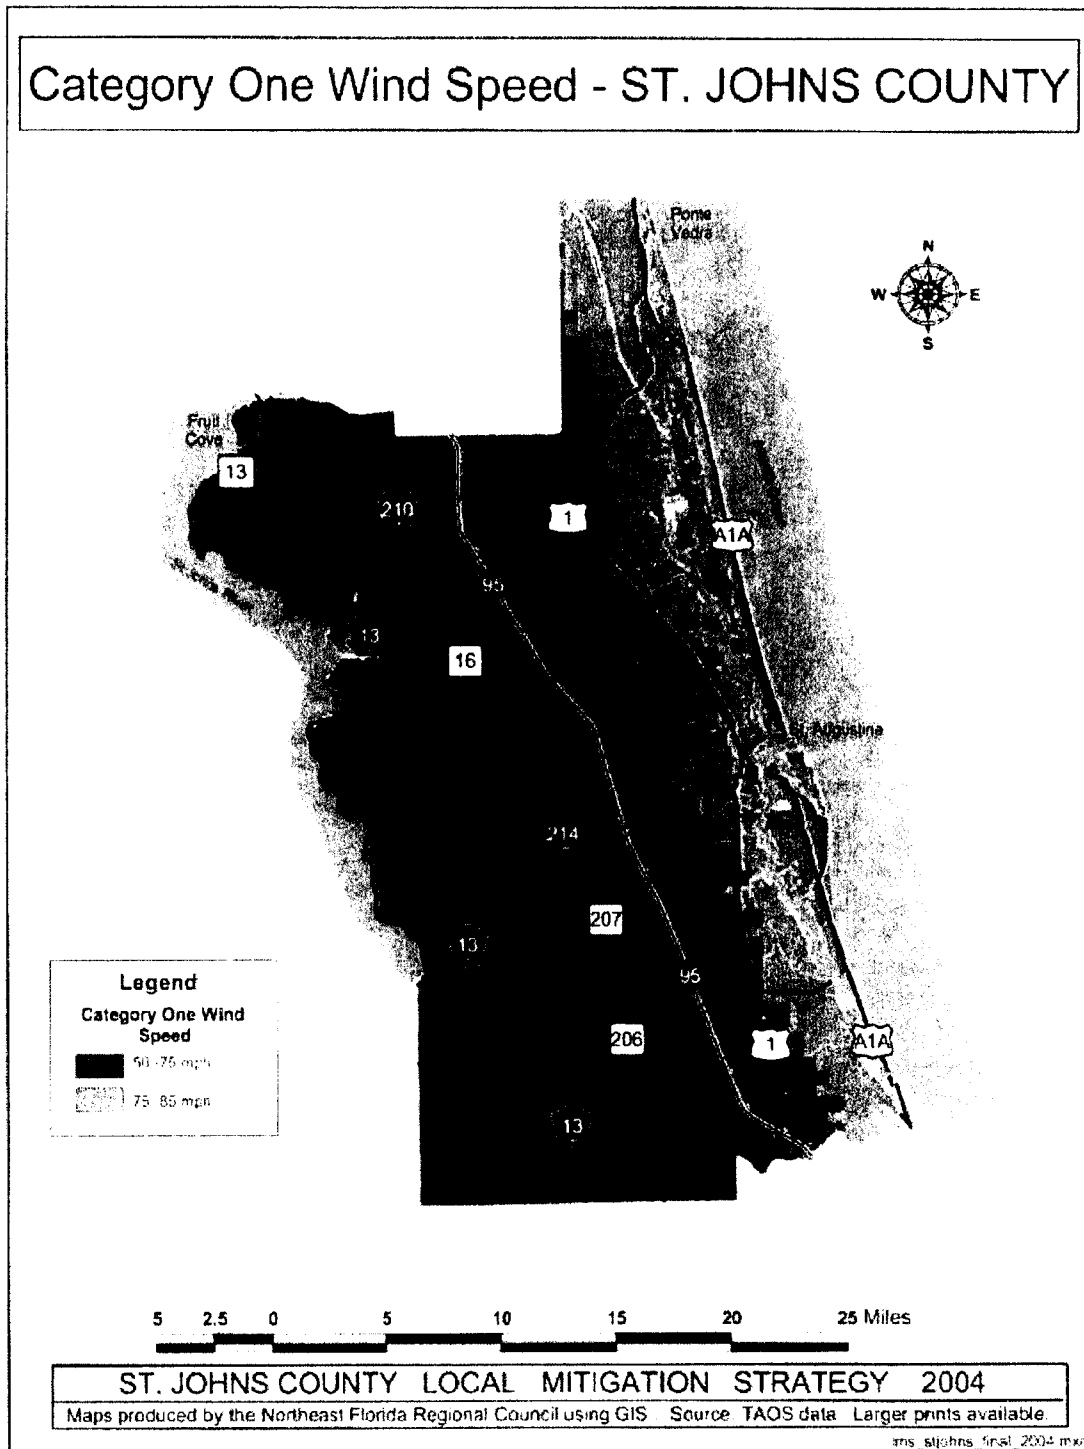 Category One Wind Speed - ST. JOHNS COUNTY
Ponte
Vedra
N
W
E
S
Fruit
Cove
13
210
1
A1A
95
13
16
St. Augustine
214
207
13
95
Legend
Category One Wind
Speed
75-85 mph
206
1
A1A
13
5 2.5 0 5 10 15 20 25 Miles
ST. JOHNS COUNTY LOCAL MITIGATION STRATEGY 2004
Maps produced by the Northeast Florida Regional Council using GIS. Source: TAOS data. Larger prints available.